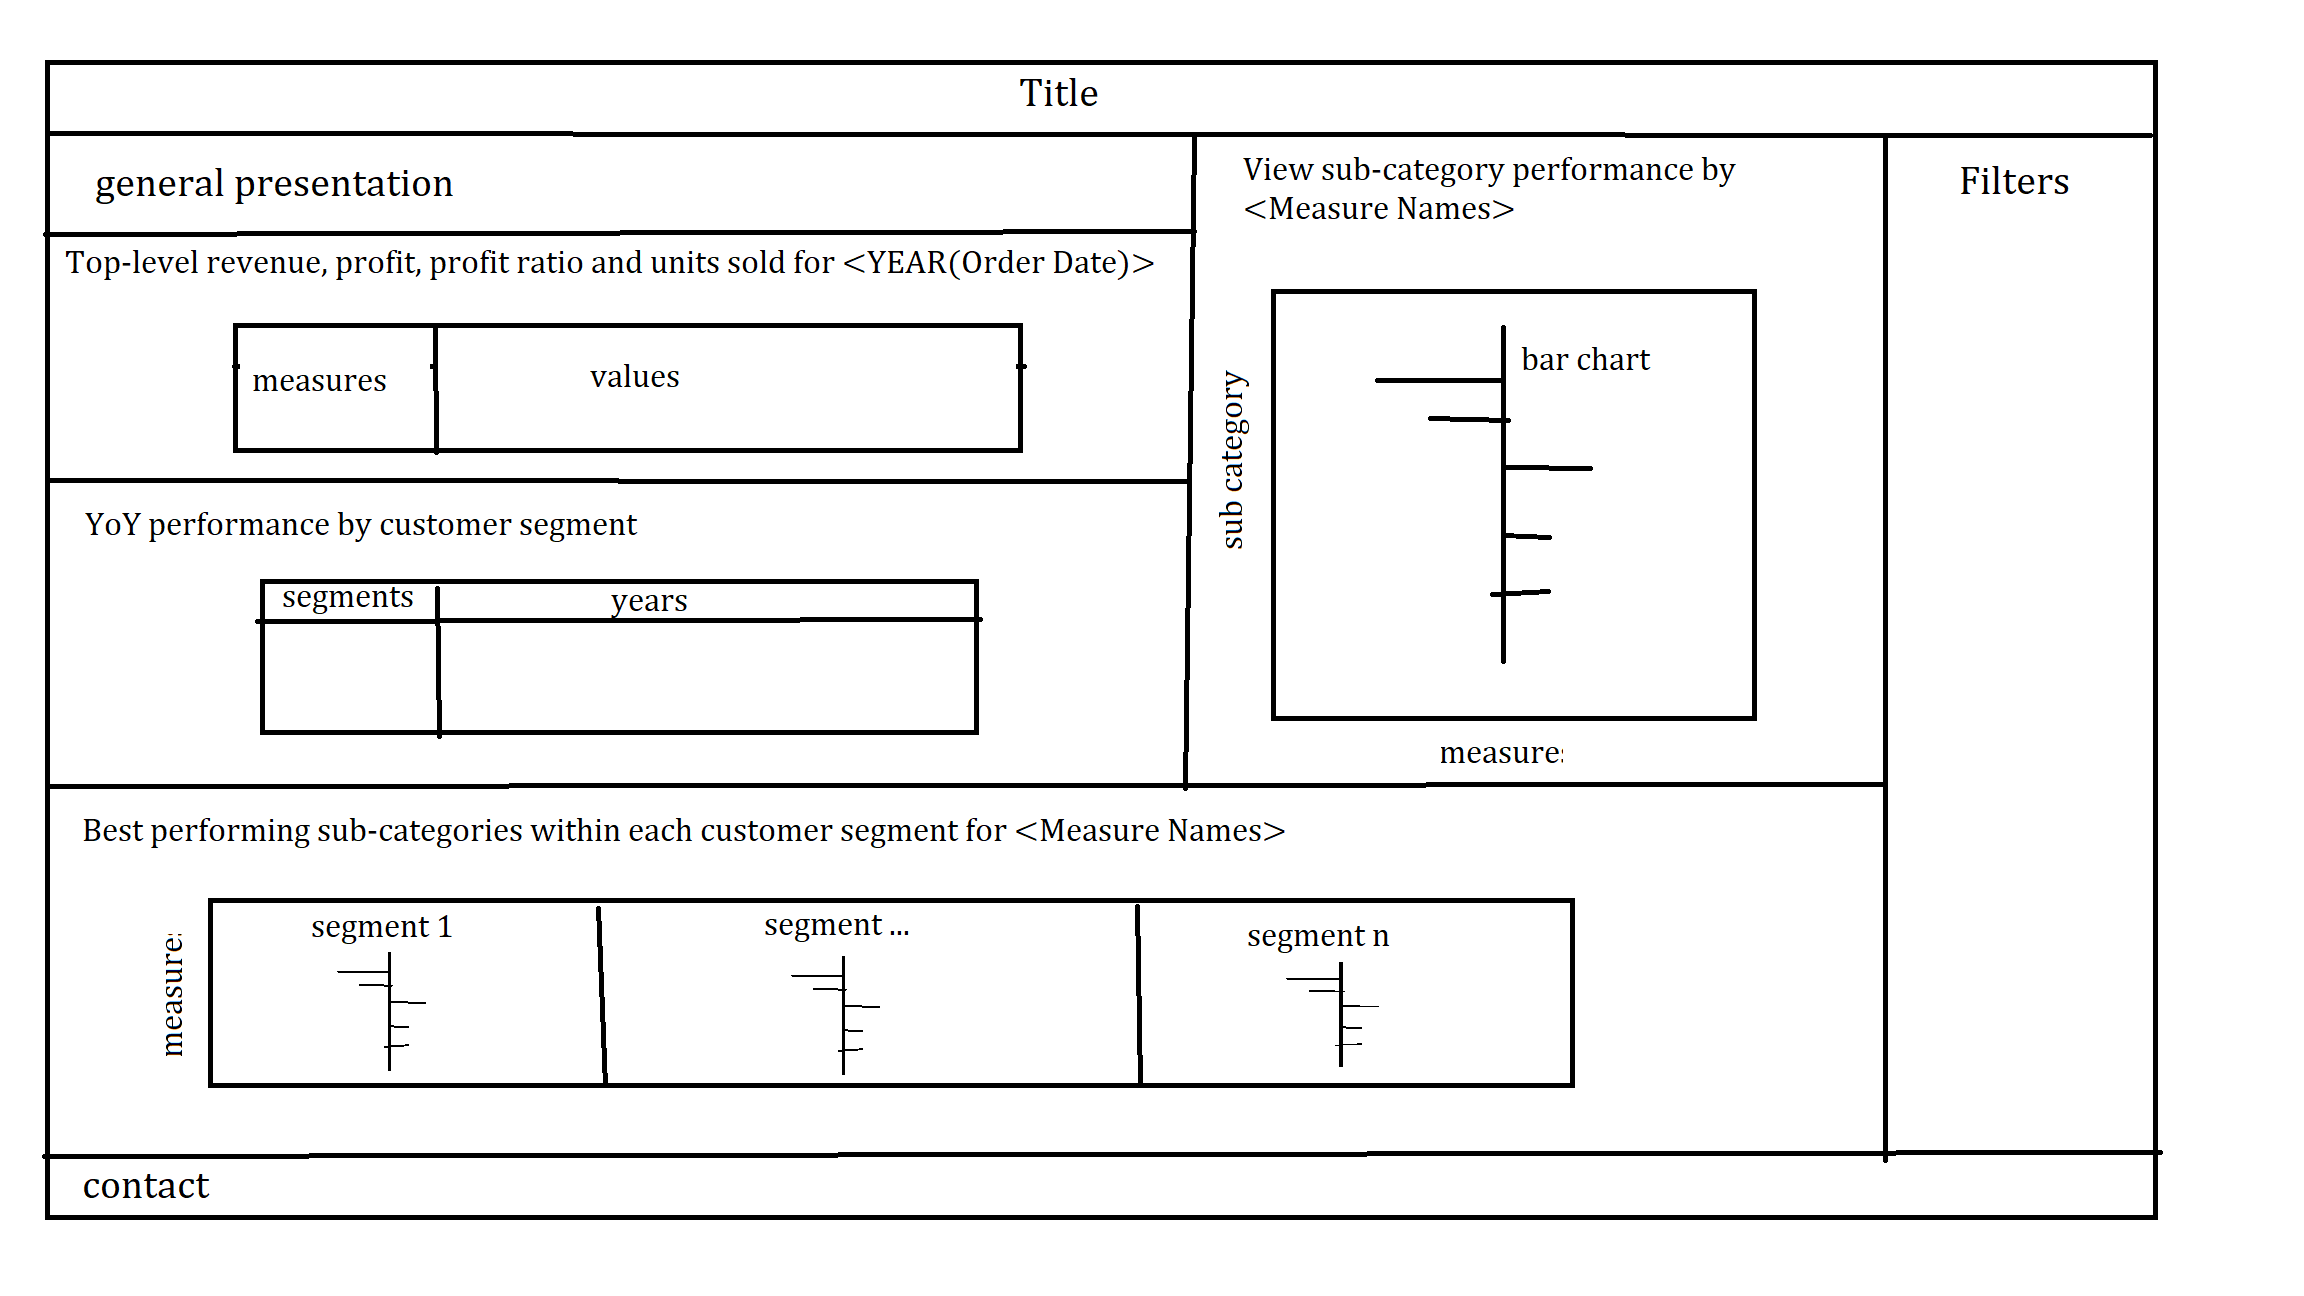 Title
general presentation
Top-level revenue, profit, profit ratio and units sold for <YEAR(Order Date)>
measures
values
YoY performance by customer segment
segments
years
View sub-category performance by
<Measure Names>
sub category
bar chart
measures
Filters
Best performing sub-categories within each customer segment for <Measure Names>
measures
segment 1
segment ...
segment n
contact